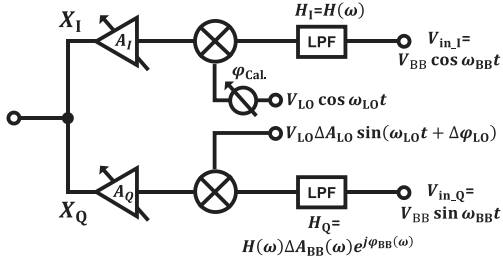 X_I
A_I
H_I=H(ω)
LPF
V_in_I=
V_BB cos ω_BB t
φ_Cal.
V_LO cos ω_LO t
V_LO ΔA_LO sin(ω_LO t + Δφ_LO)
X_Q
A_Q
LPF
V_in_Q=
V_BB sin ω_BB t
H_Q=
H(ω)ΔA_BB(ω)e^{jφ_BB(ω)}